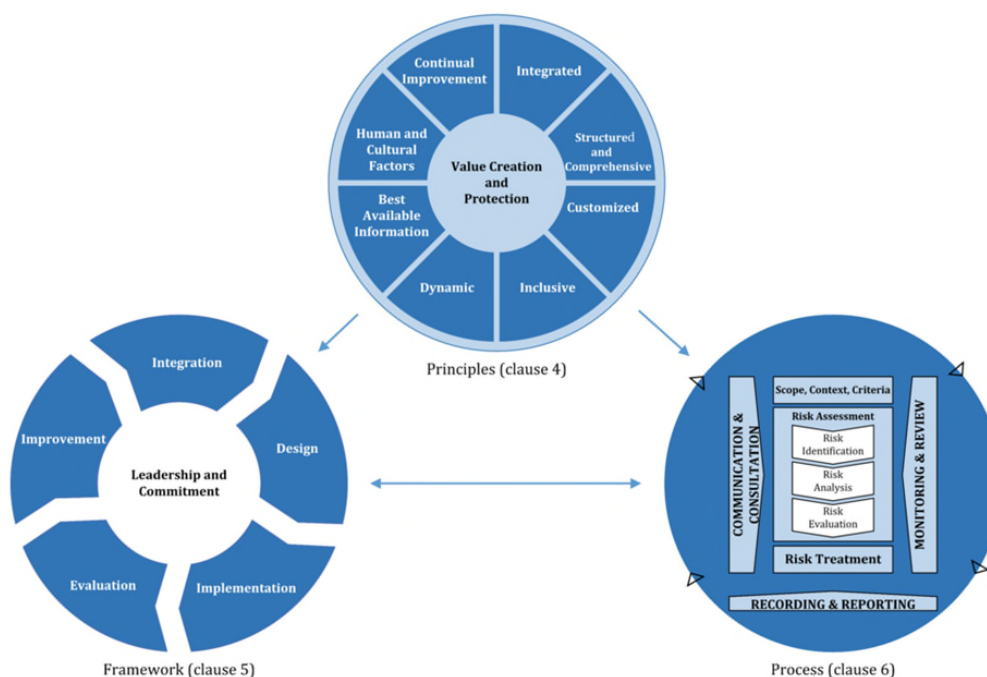 Continual
Improvement
Integrated
Structured
and
Comprehensive
Customized
Inclusive
Dynamic
Best
Available
Information
Human and
Cultural
Factors
Value Creation
and
Protection
Principles (clause 4)
Integration
Design
Implementation
Evaluation
Improvement
Leadership and
Commitment
Framework (clause 5)
Scope, Context, Criteria
Risk Assessment
Risk
Identification
Risk
Analysis
Risk
Evaluation
Risk Treatment
COMMUNICATION &
CONSULTATION
MONITORING & REVIEW
RECORDING & REPORTING
Process (clause 6)